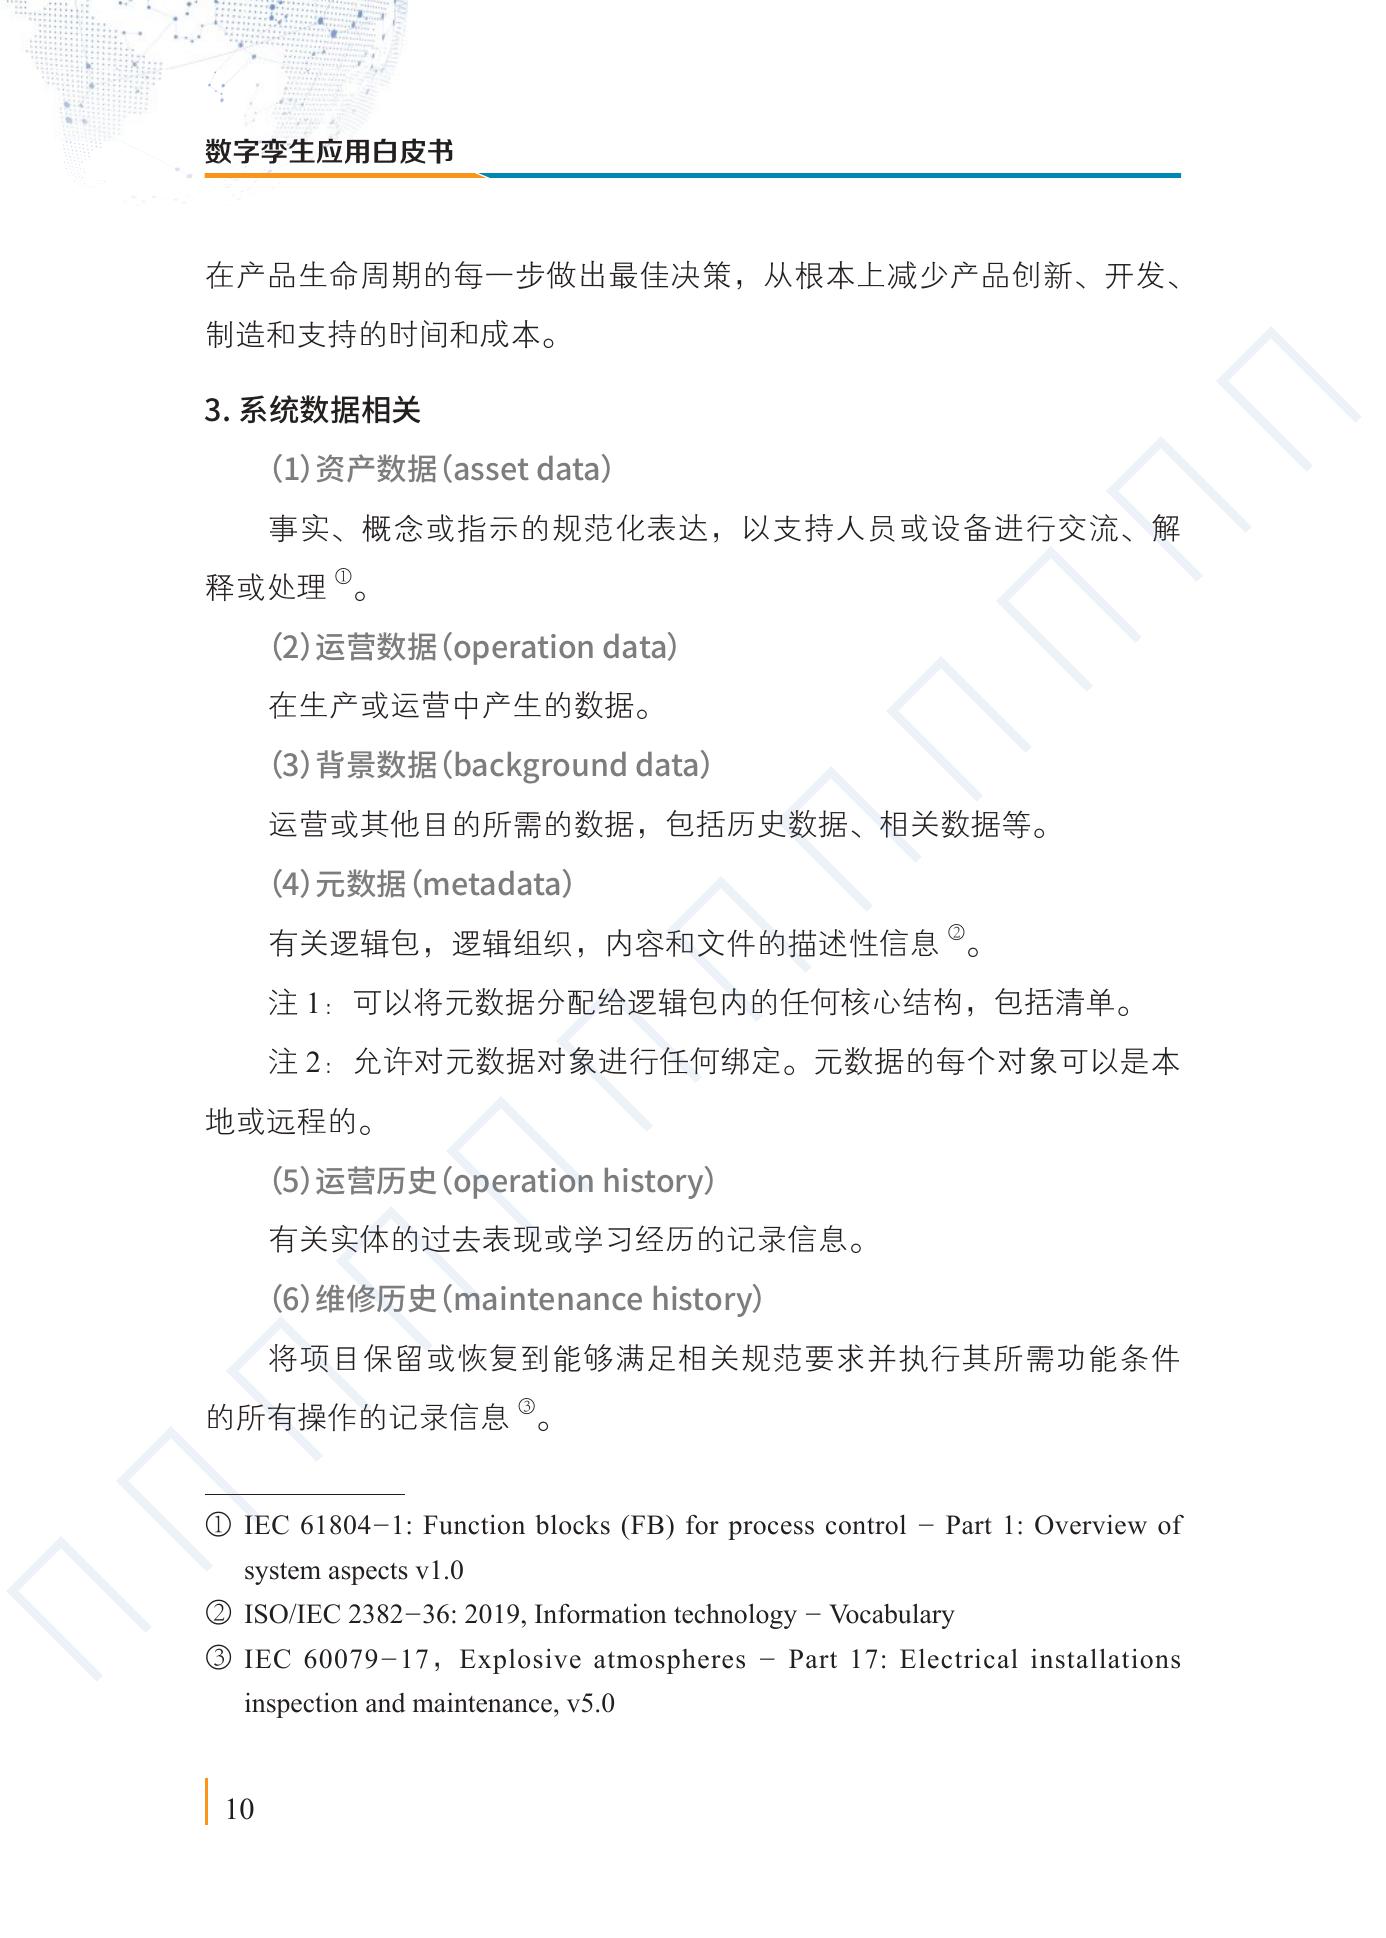 数字孪生应用白皮书
在产品生命周期的每一步做出最佳决策，从根本上减少产品创新、开发、
制造和支持的时间和成本。
3. 系统数据相关
（1）资产数据（asset data）
事实、概念或指示的规范化表达，以支持人员或设备进行交流、解
释或处理 ①。
（2）运营数据（operation data）
在生产或运营中产生的数据。
（3）背景数据（background data）
运营或其他目的所需的数据，包括历史数据、相关数据等。
（4）元数据（metadata）
有关逻辑包，逻辑组织，内容和文件的描述性信息 ②。
注 1：可以将元数据分配给逻辑包内的任何核心结构，包括清单。
注 2：允许对元数据对象进行任何绑定。元数据的每个对象可以是本
地或远程的。
（5）运营历史（operation history）
有关实体的过去表现或学习经历的记录信息。
（6）维修历史（maintenance history）
将项目保留或恢复到能够满足相关规范要求并执行其所需功能条件
的所有操作的记录信息 ③。
① IEC 61804−1: Function blocks (FB) for process control − Part 1: Overview of
system aspects v1.0
② ISO/IEC 2382−36: 2019, Information technology − Vocabulary
③ IEC 60079−17，Explosive atmospheres − Part 17: Electrical installations
inspection and maintenance, v5.0
10